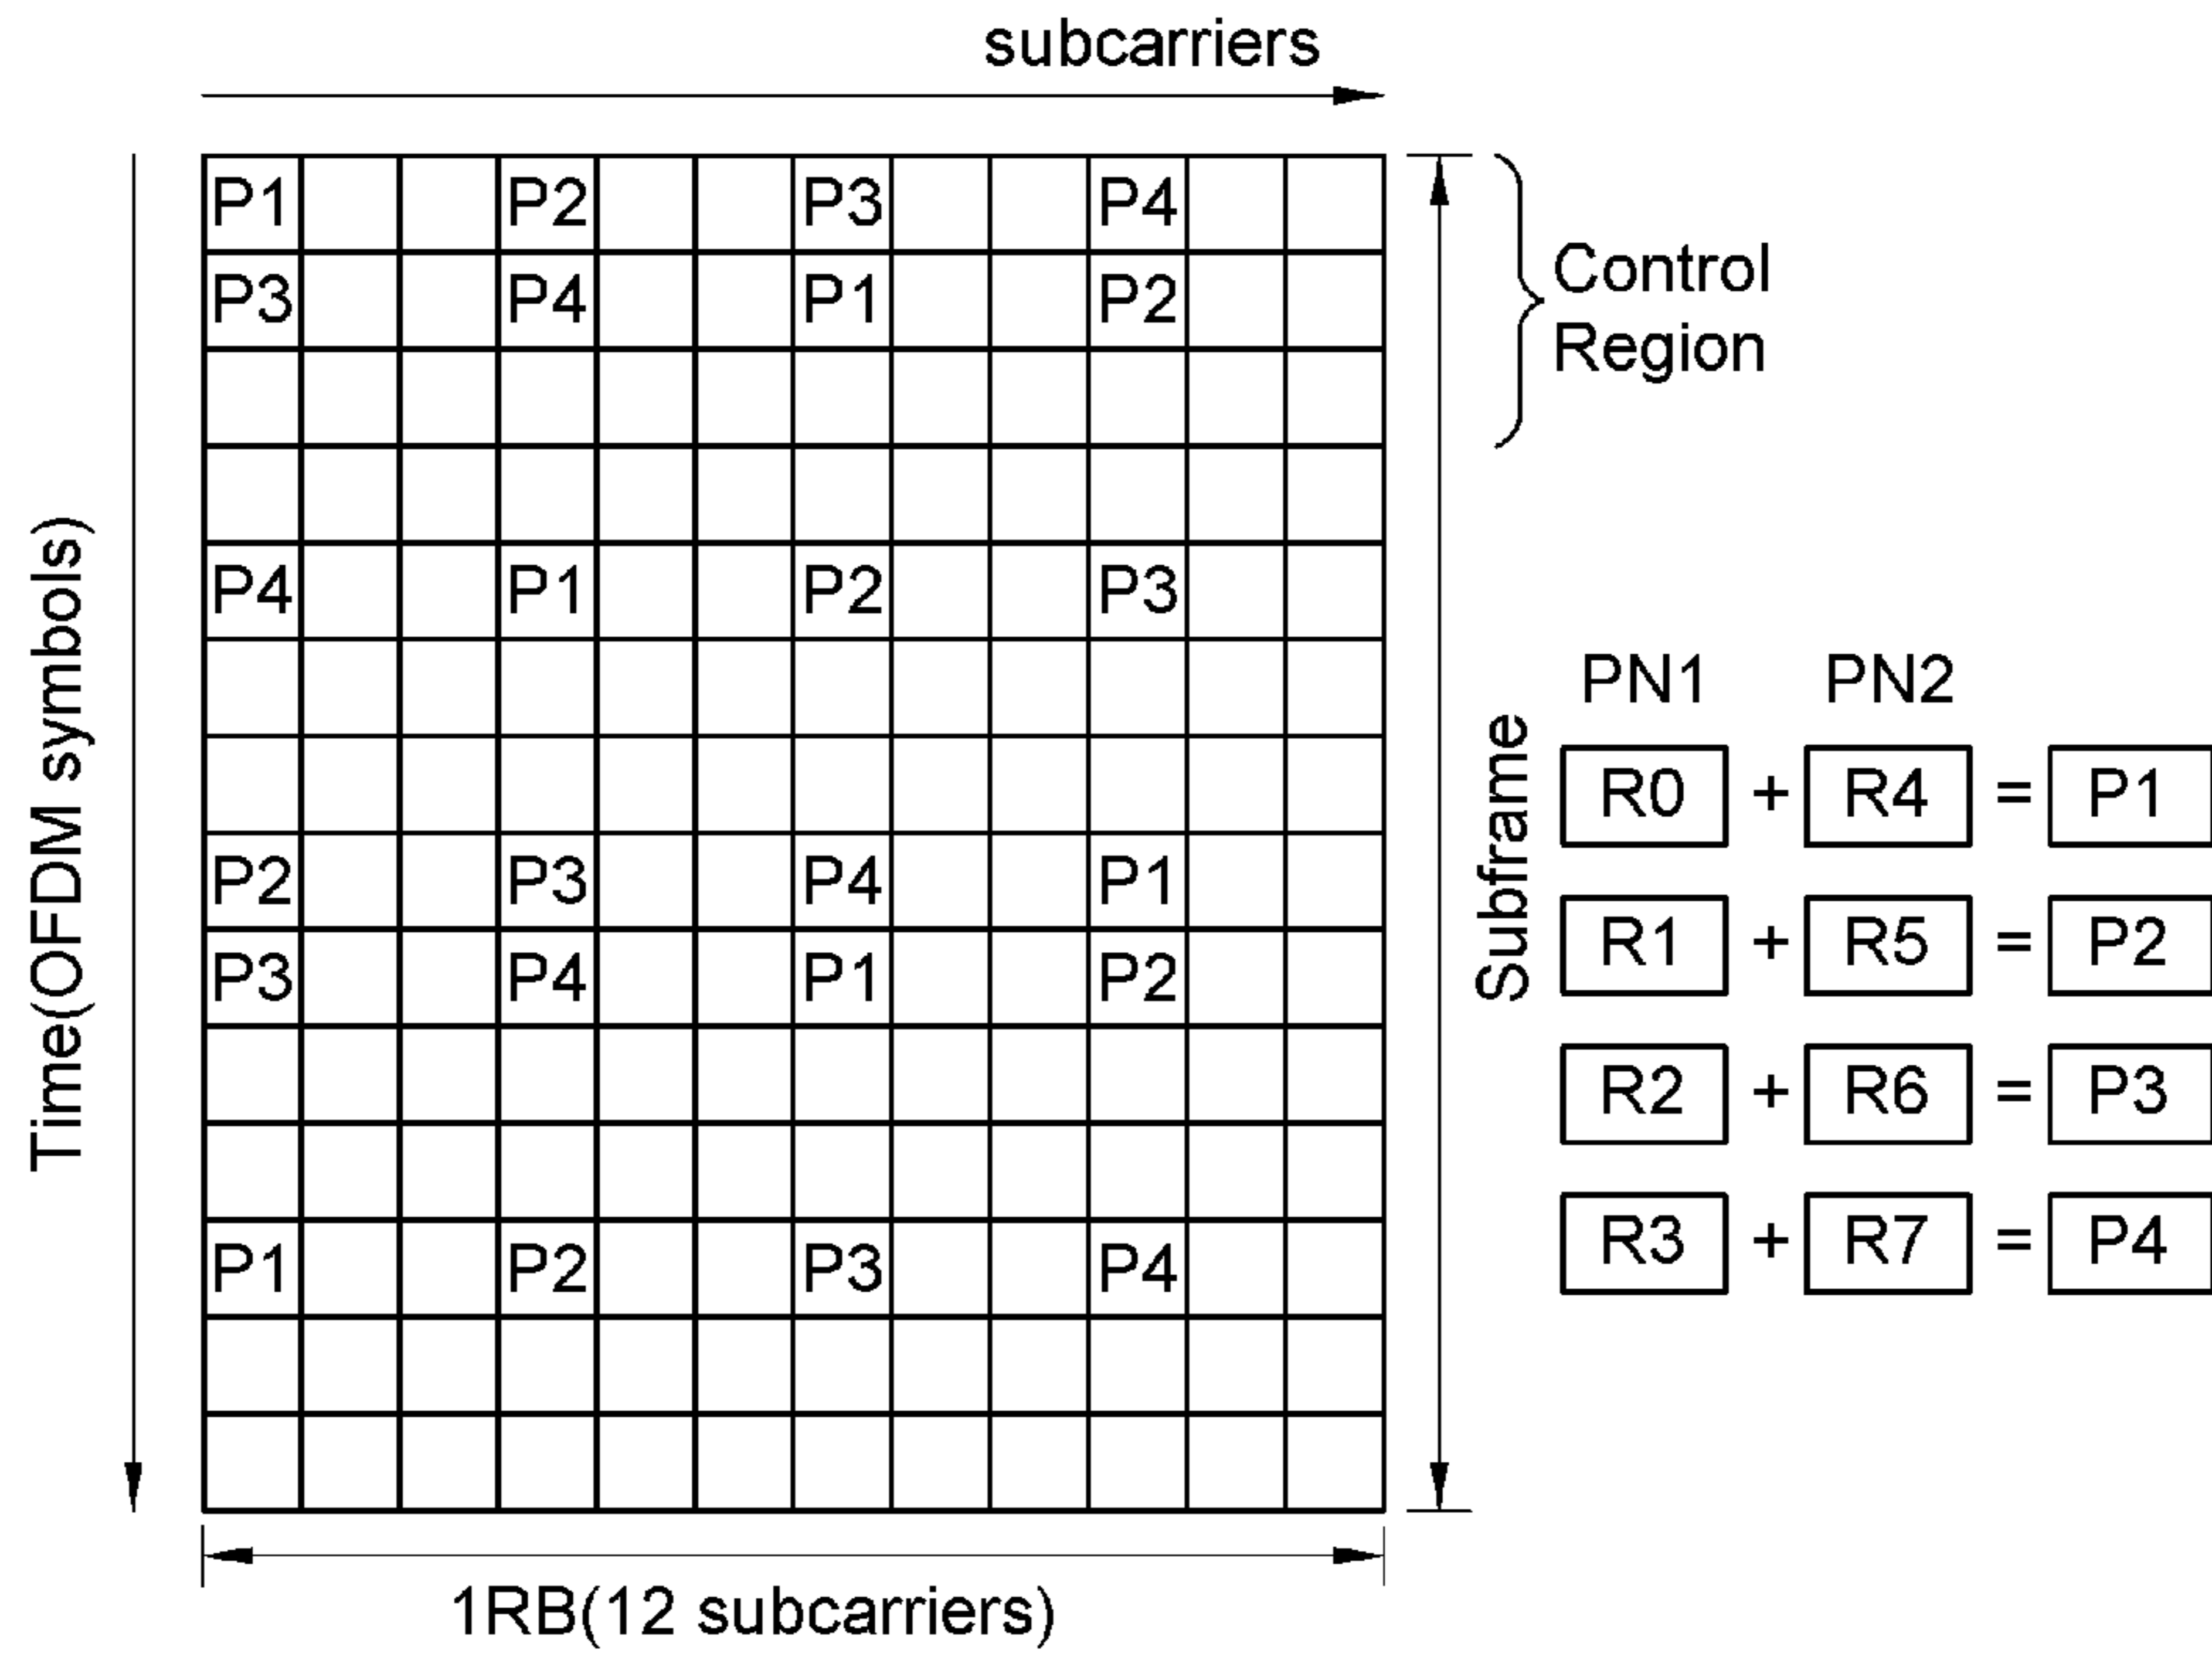 subcarriers
P1 P2 P3 P4
P3 P4 P1 P2
Control
Region
P4 P1 P2 P3
P2 P3 P4 P1
P3 P4 P1 P2
P1 P2 P3 P4
Time(OFDM symbols)
Subframe
PN1 PN2
R0 + R4 = P1
R1 + R5 = P2
R2 + R6 = P3
R3 + R7 = P4
1RB(12 subcarriers)